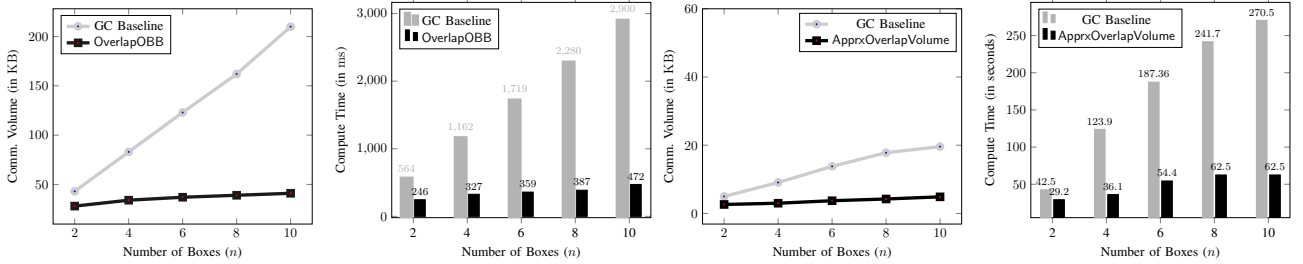 GC Baseline
OverlapOBB
200
150
100
50
2 4 6 8 10
Number of Boxes (n)
Comm. Volume (in KB)
GC Baseline
OverlapOBB
3,000
2,000
1,000
0
564 1,162 1,719 2,280 2,900
246 327 359 387 472
2 4 6 8 10
Number of Boxes (n)
Compute Time (in ms)
GC Baseline
ApprxOverlapVolume
60
40
20
0
2 4 6 8 10
Number of Boxes (n)
Comm. Volume (in KB)
GC Baseline
ApprxOverlapVolume
250
200
150
100
50
42.5 123.9 187.36 241.7 270.5
29.2 36.1 54.4 62.5 62.5
2 4 6 8 10
Number of Boxes (n)
Compute Time (in seconds)